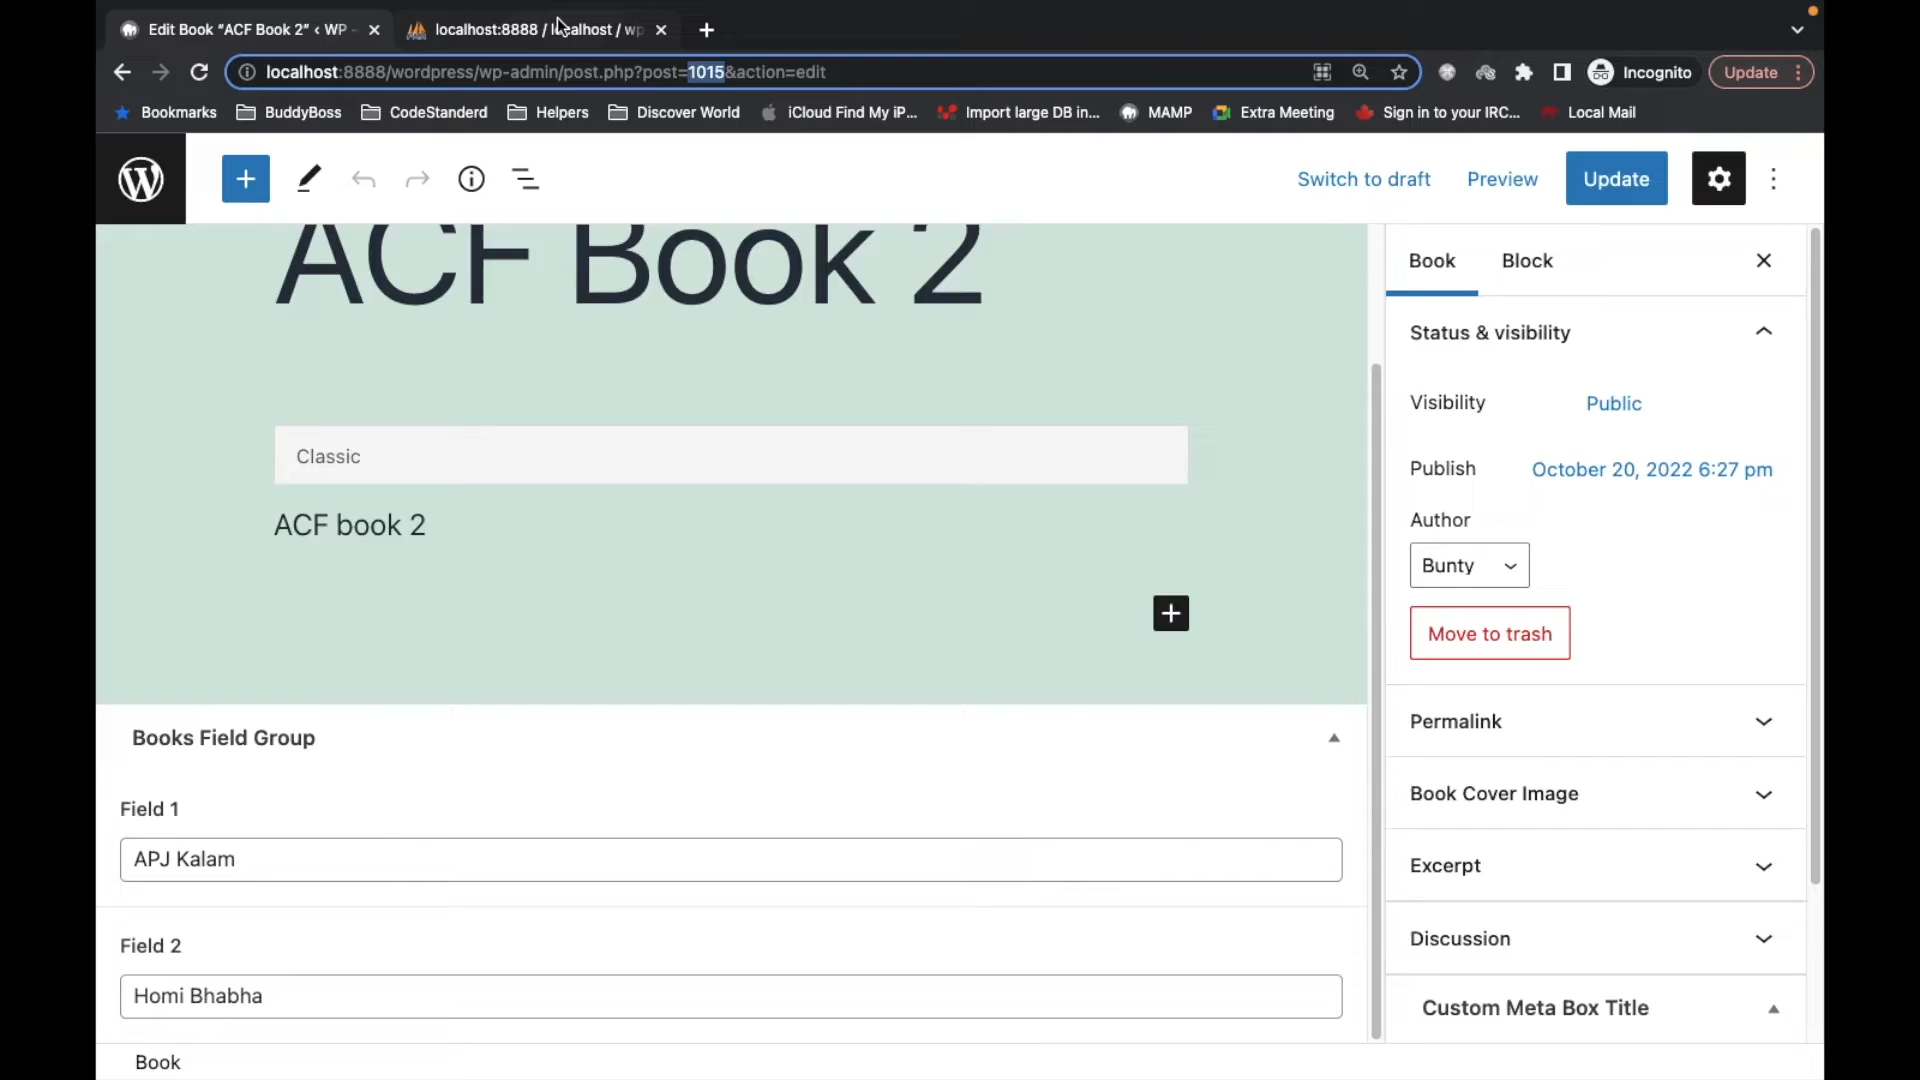 Edit Book “ACF Book 2” ‹ WP -
localhost:8888 / localhost / wp
localhost:8888/wordpress/wp-admin/post.php?post=1015&action=edit
Incognito
Update
Bookmarks
BuddyBoss
CodeStanderd
Helpers
Discover World
iCloud Find My iP...
Import large DB in...
MAMP
Extra Meeting
Sign in to your IRC...
Local Mail
Switch to draft
Preview
Update
ACF Book 2
Classic
ACF book 2
Books Field Group
Field 1
APJ Kalam
Field 2
Homi Bhabha
Book
Book
Block
Status & visibility
Visibility
Public
Publish
October 20, 2022 6:27 pm
Author
Bunty
Move to trash
Permalink
Book Cover Image
Excerpt
Discussion
Custom Meta Box Title